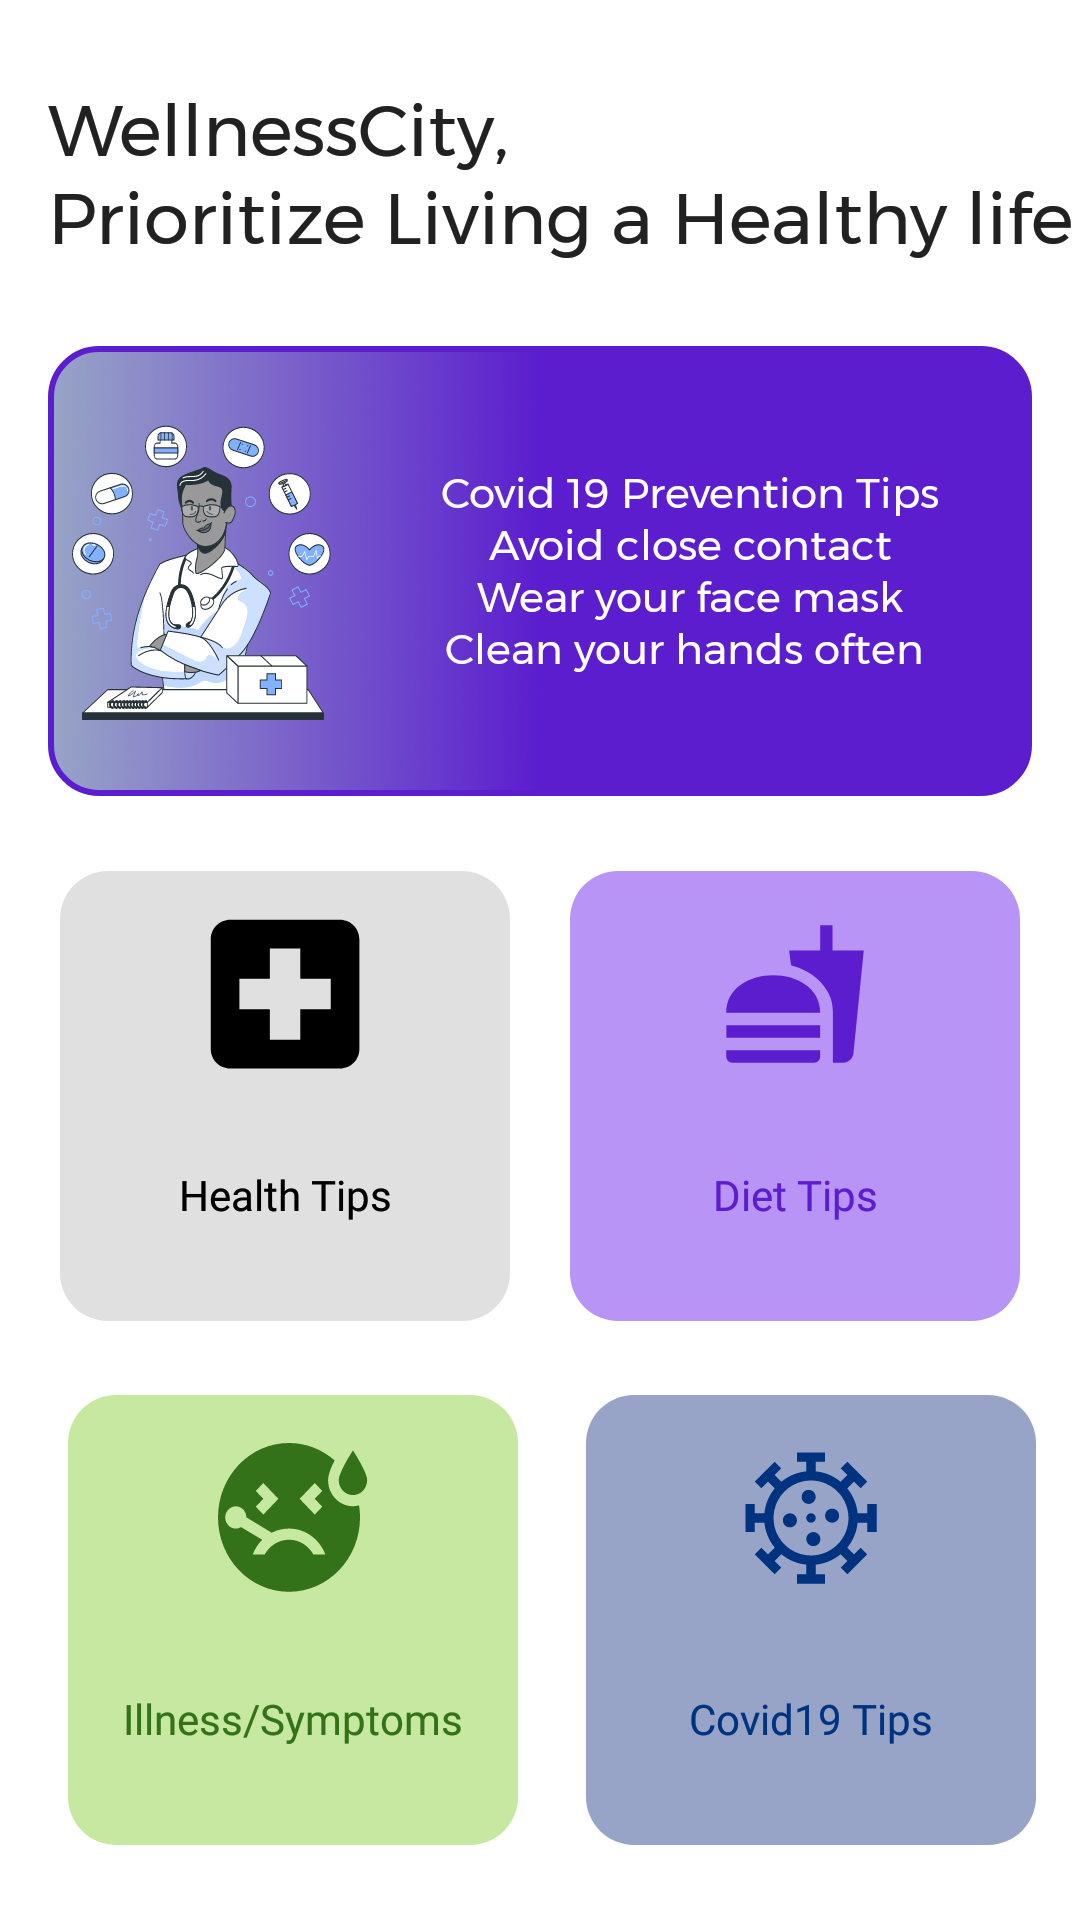 WellnessCity,
Prioritize Living a Healthy life
Covid 19 Prevention Tips
Avoid close contact
Wear your face mask
Clean your hands often
Health Tips
Diet Tips
Illness/Symptoms
Covid19 Tips